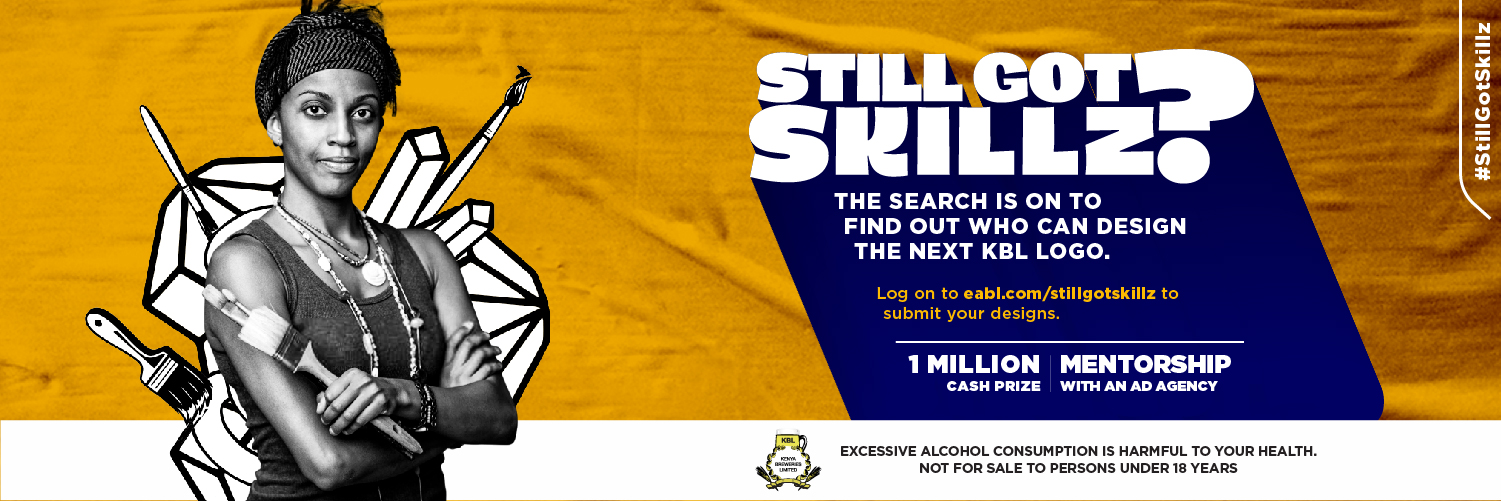 STILL GOT
SKILLZ?
THE SEARCH IS ON TO
FIND OUT WHO CAN DESIGN
THE NEXT KBL LOGO.
Log on to eabl.com/stillgotskillz to
submit your designs.
1 MILLION
CASH PRIZE
MENTORSHIP
WITH AN AD AGENCY
#StillGotSkillz
KBL
KENYA
BREWERIES
LIMITED
EXCESSIVE ALCOHOL CONSUMPTION IS HARMFUL TO YOUR HEALTH.
NOT FOR SALE TO PERSONS UNDER 18 YEARS